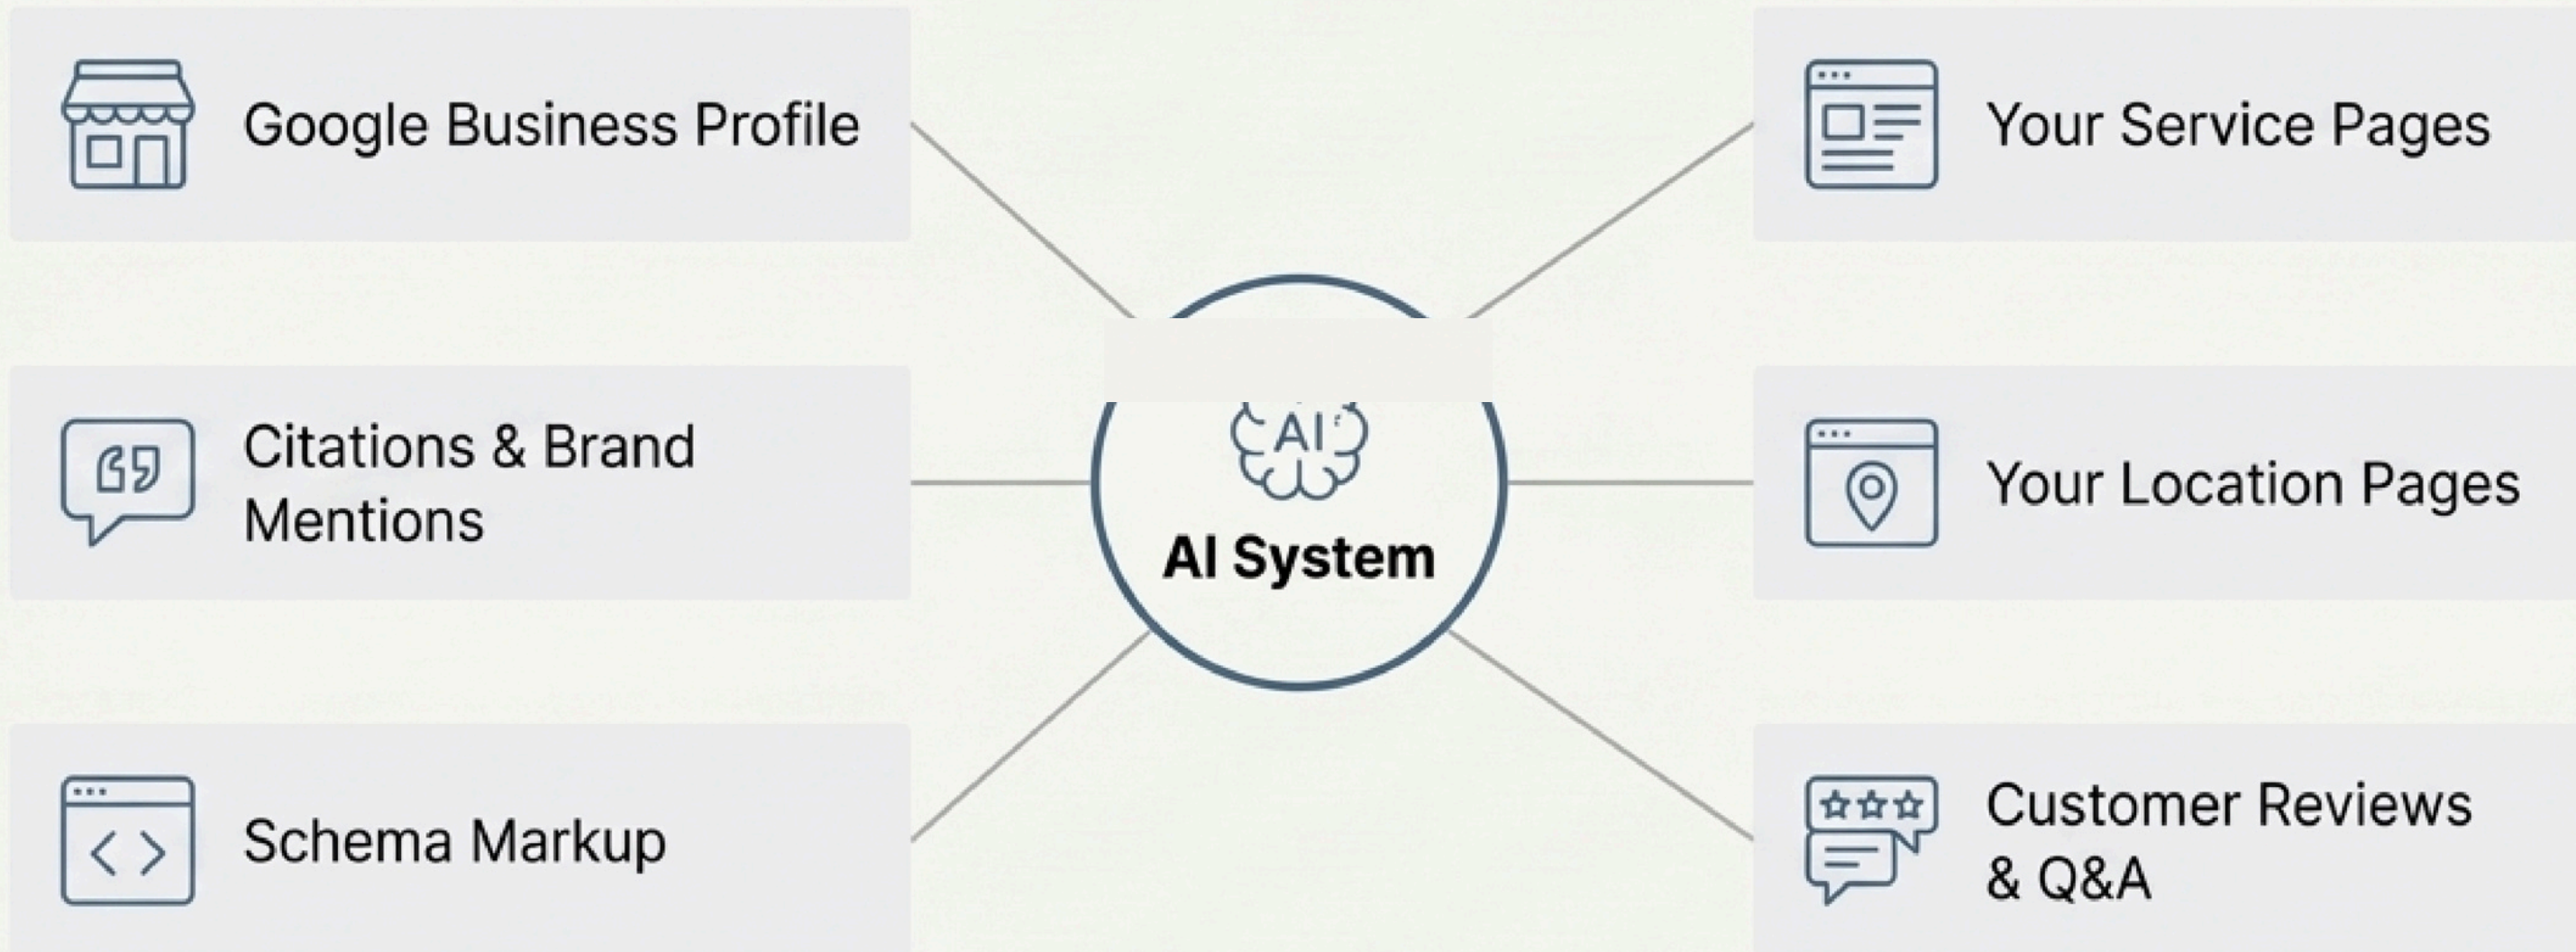 Google Business Profile
Citations & Brand
Mentions
Schema Markup
AI
AI System
Your Service Pages
Your Location Pages
Customer Reviews
& Q&A